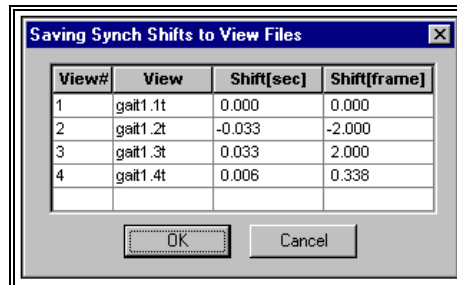 Saving Synch Shifts to View Files
View# View Shift[sec] Shift[frame]
1 gait1.1t 0.000 0.000
2 gait1.2t -0.033 -2.000
3 gait1.3t 0.033 2.000
4 gait1.4t 0.006 0.338
OK Cancel